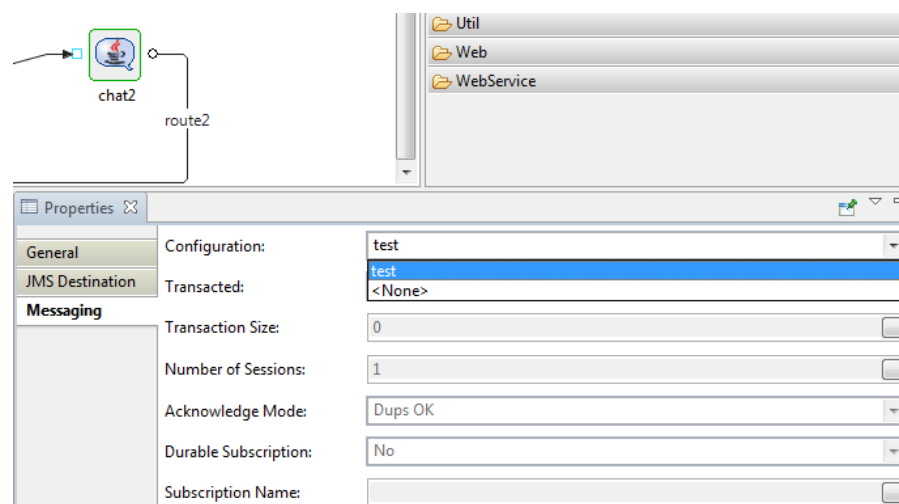 Util
Web
WebService
chat2
route2
Properties
General
JMS Destination
Messaging
Configuration: test
test
<None>
Transacted:
Transaction Size: 0
Number of Sessions: 1
Acknowledge Mode: Dups OK
Durable Subscription: No
Subscription Name: